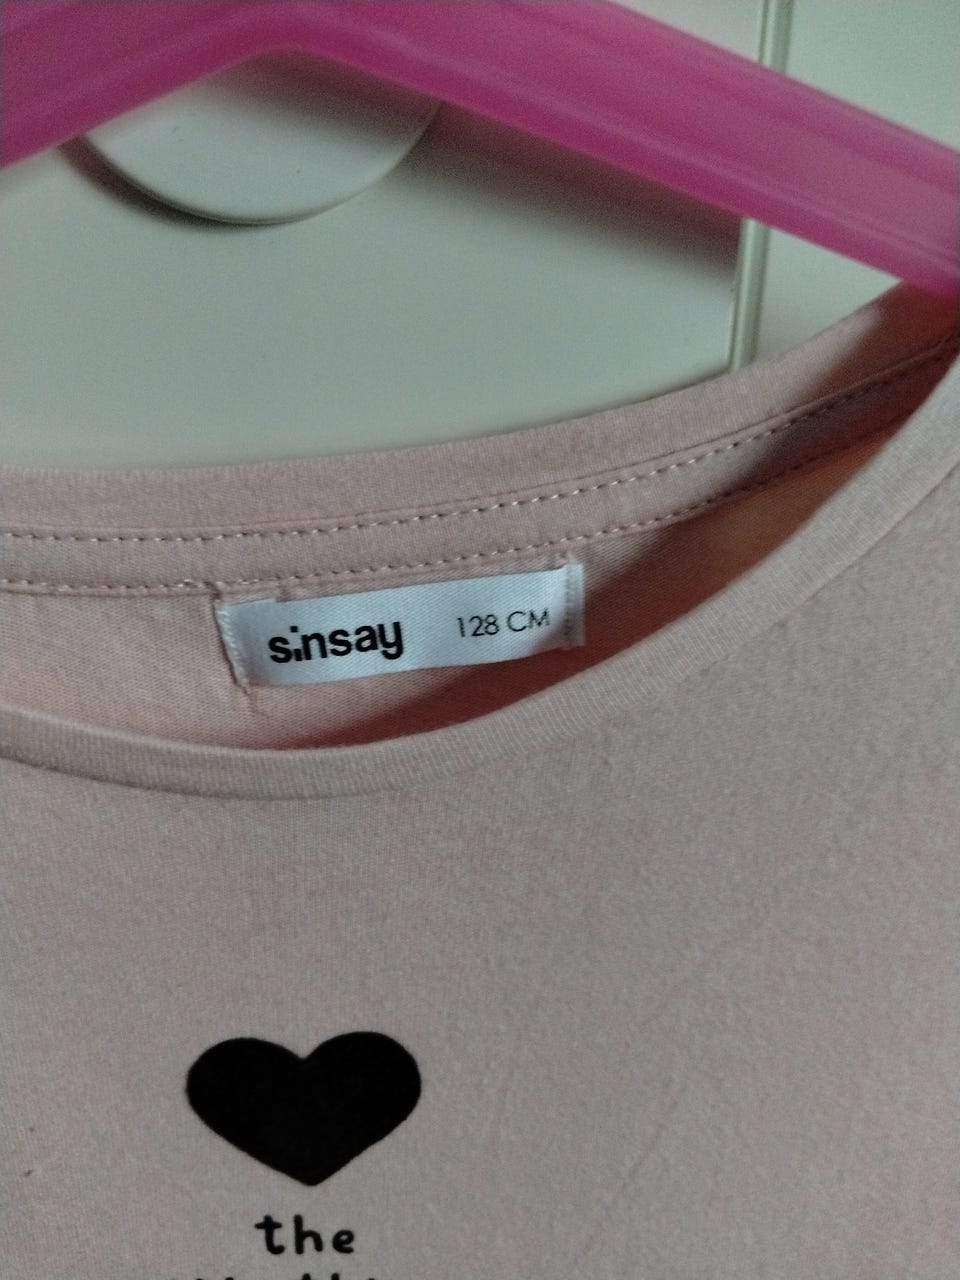 sinsay 128 CM
the